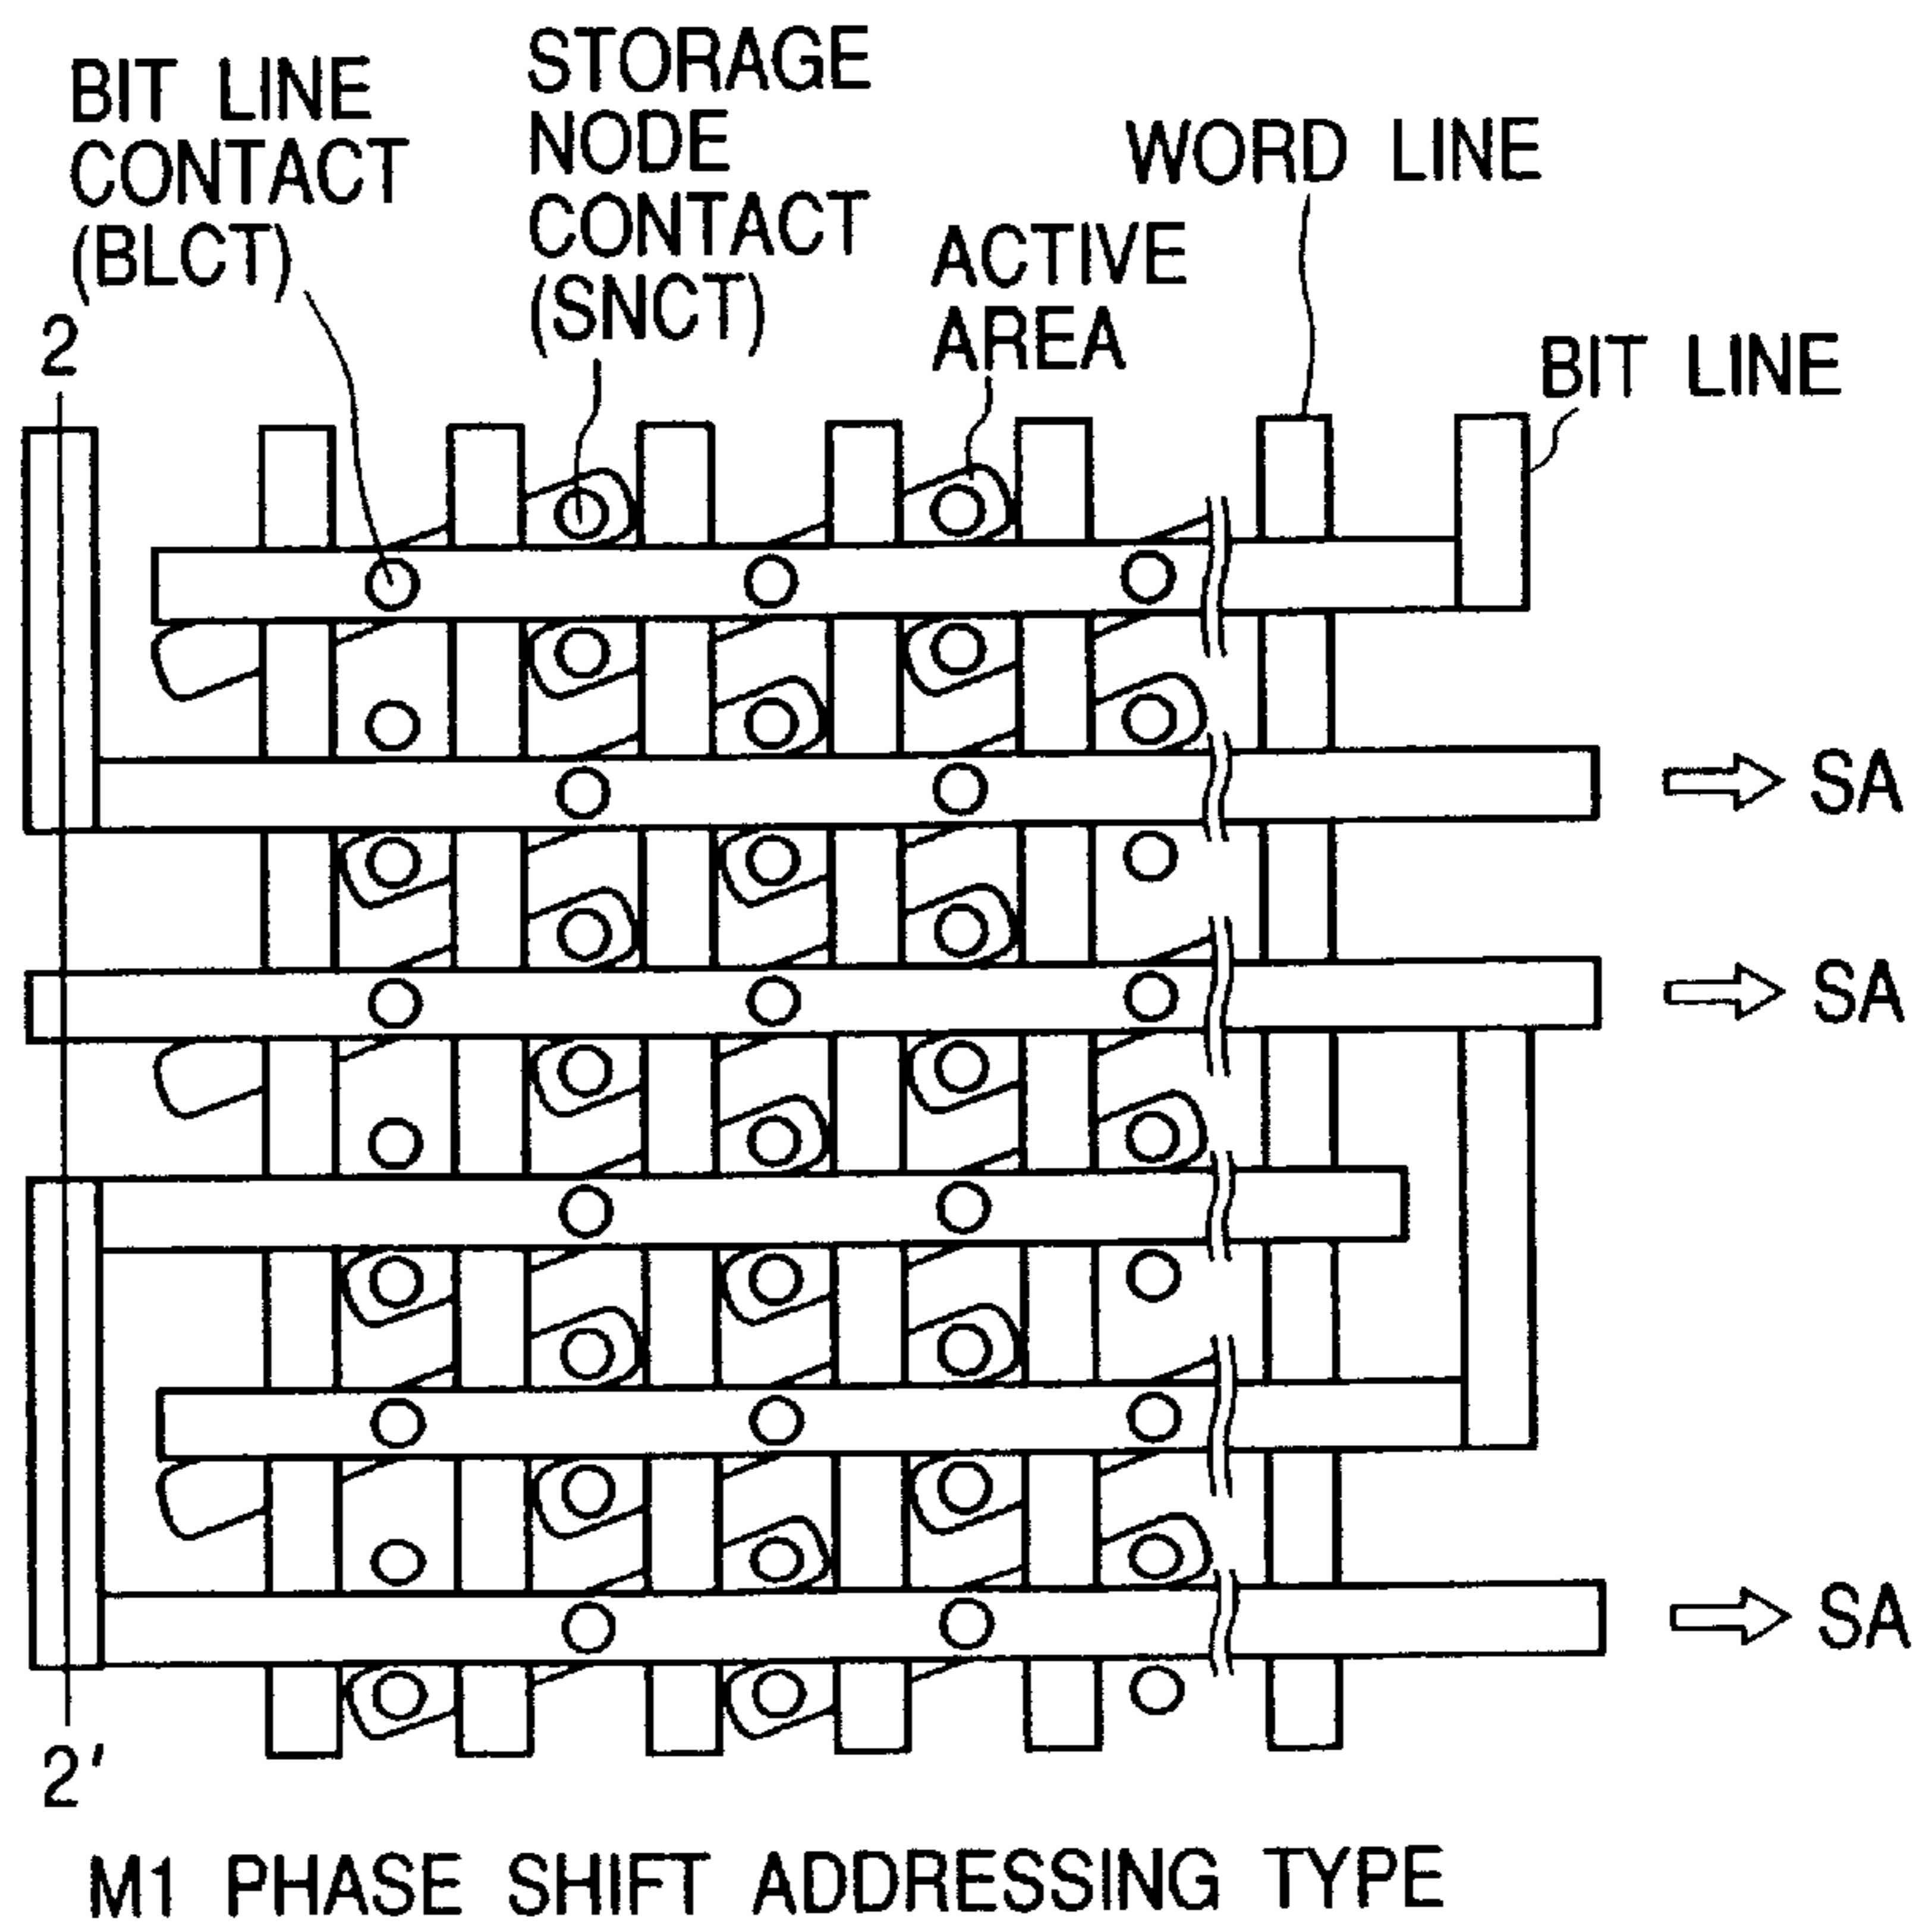 BIT LINE
CONTACT
(BLCT)
STORAGE
NODE
CONTACT
(SNCT)
ACTIVE
AREA
WORD LINE
BIT LINE
2
SA
SA
SA
2'
M1 PHASE SHIFT ADDRESSING TYPE